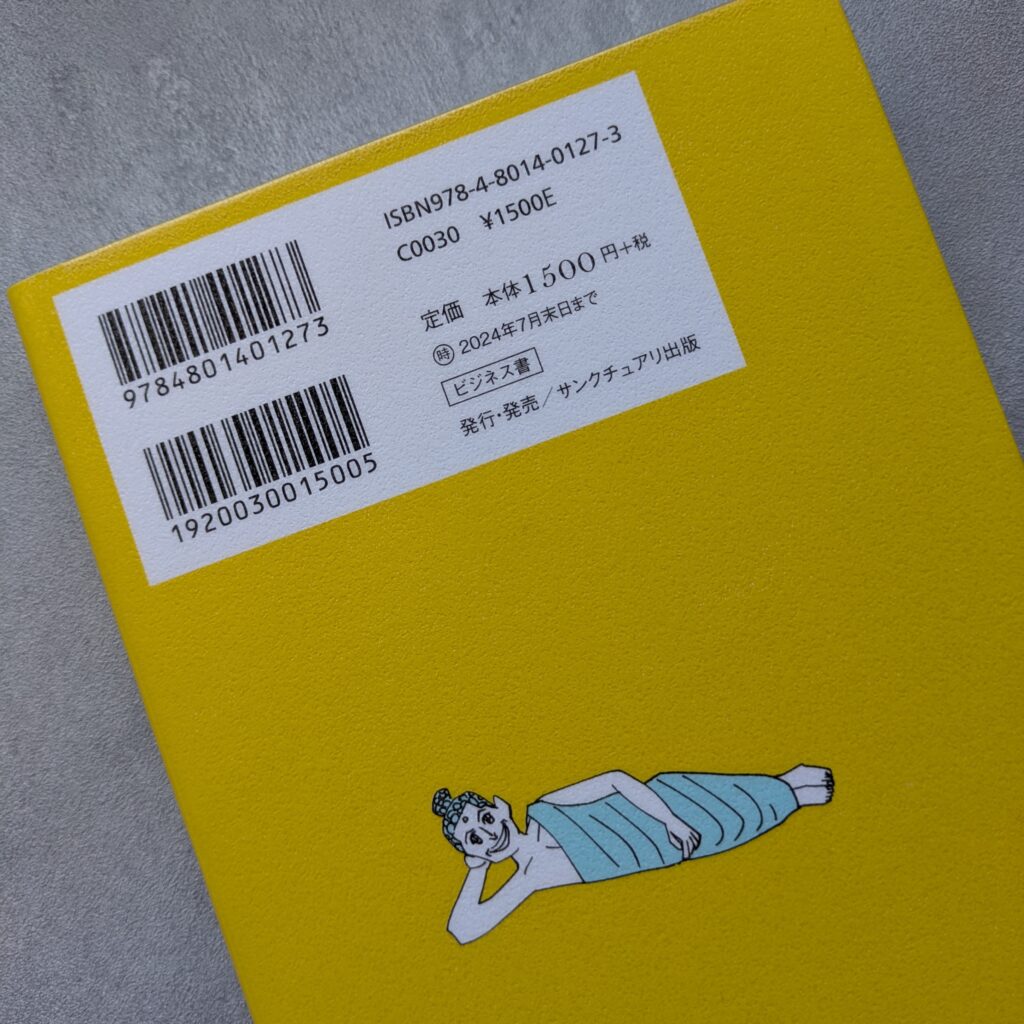 ISBN978-4-8014-0127-3
C0030 ¥1500E
定価 本体1500円+税
時 2024年7月末日まで
ビジネス書
発行・発売/サンクチュアリ出版
9784801401273
1920030015005